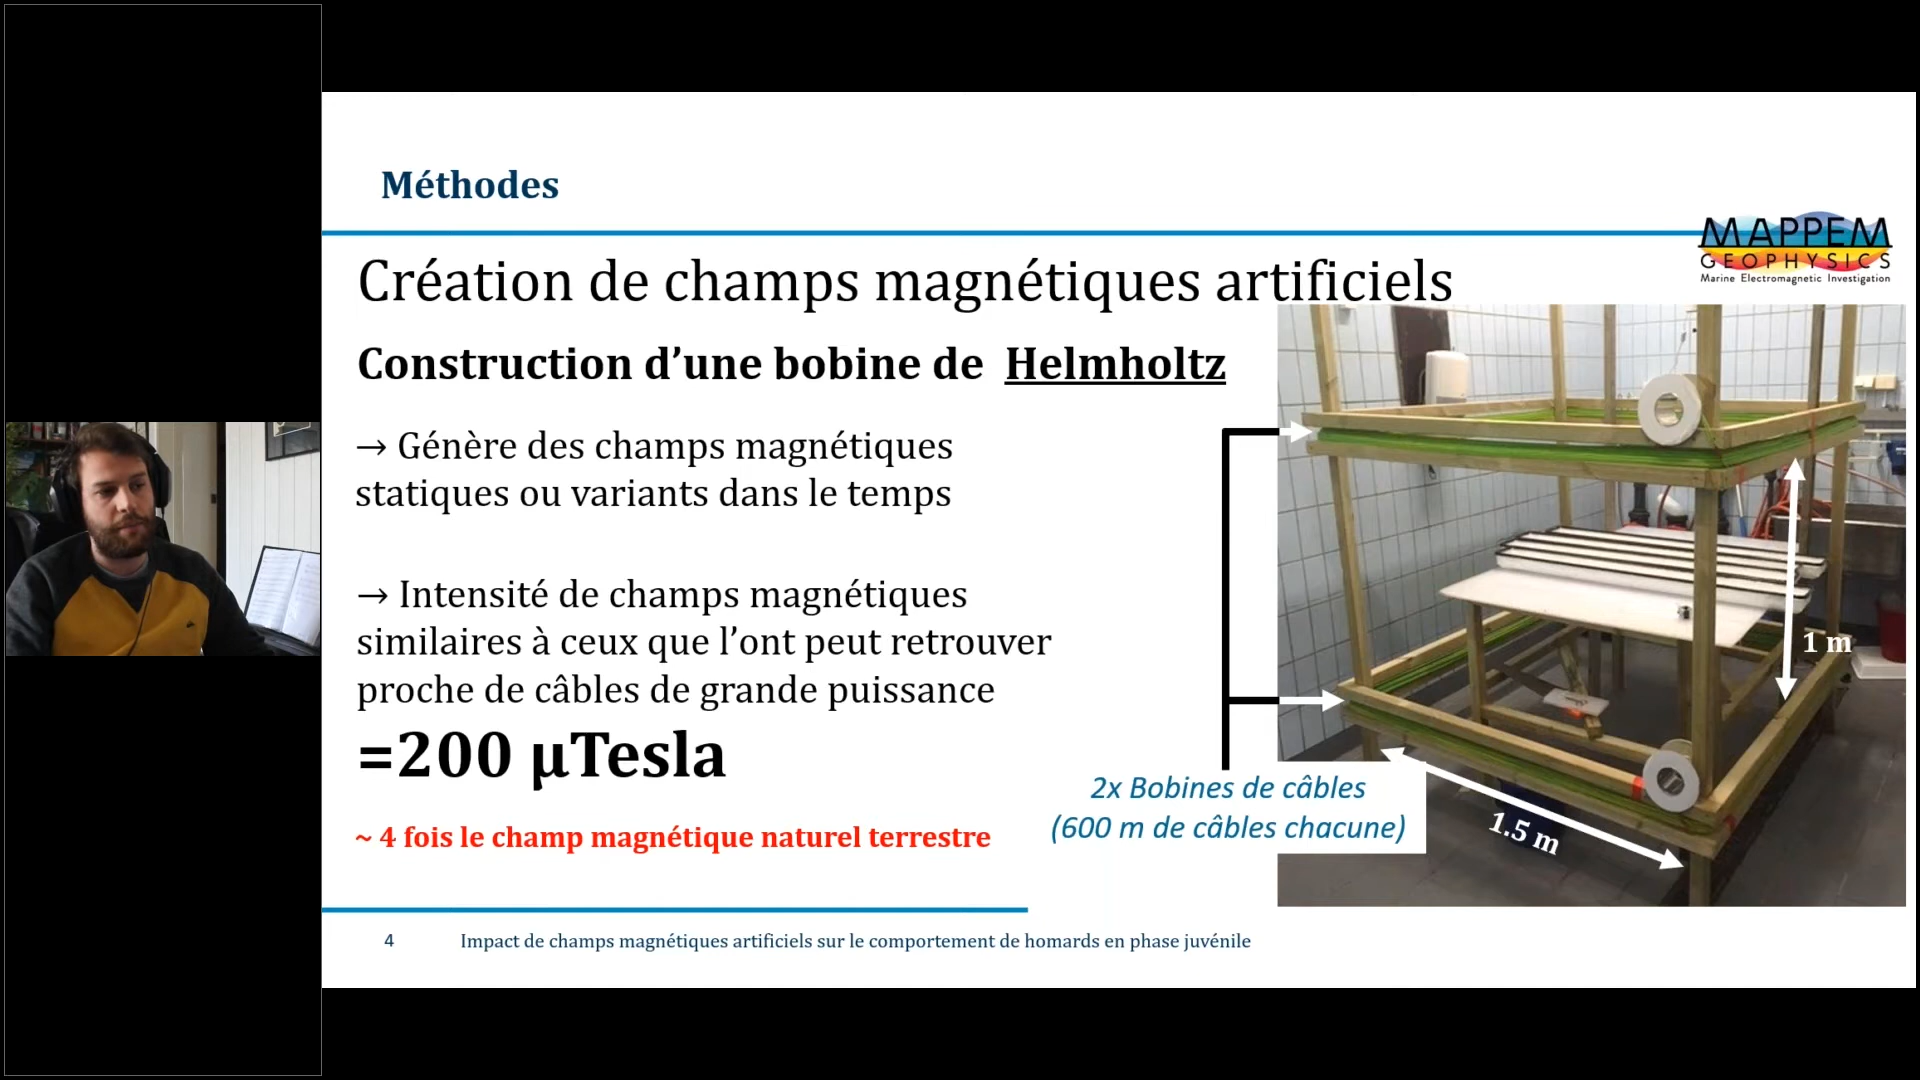 Méthodes
MAPPEM
GEOPHYSICS
Marine Electromagnetic Investigation
Création de champs magnétiques artificiels
Construction d’une bobine de Helmholtz
→ Génère des champs magnétiques
statiques ou variants dans le temps
→ Intensité de champs magnétiques
similaires à ceux que l’ont peut retrouver
proche de câbles de grande puissance
=200 µTesla
~ 4 fois le champ magnétique naturel terrestre
1 m
2x Bobines de câbles
(600 m de câbles chacune)
1.5 m
4
Impact de champs magnétiques artificiels sur le comportement de homards en phase juvénile